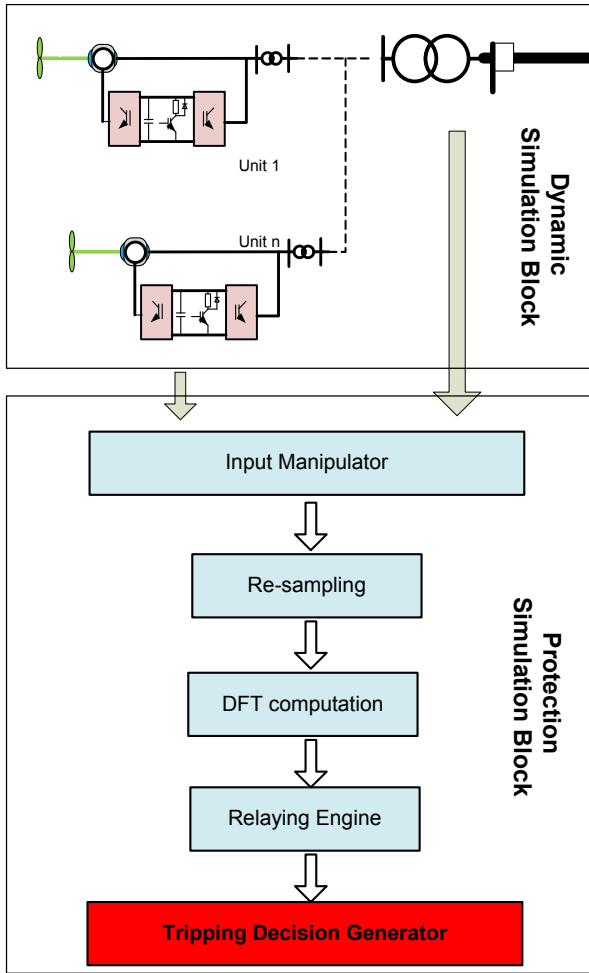 Unit 1
Unit n
Dynamic
Simulation Block
Input Manipulator
Re-sampling
DFT computation
Relaying Engine
Tripping Decision Generator
Protection
Simulation Block